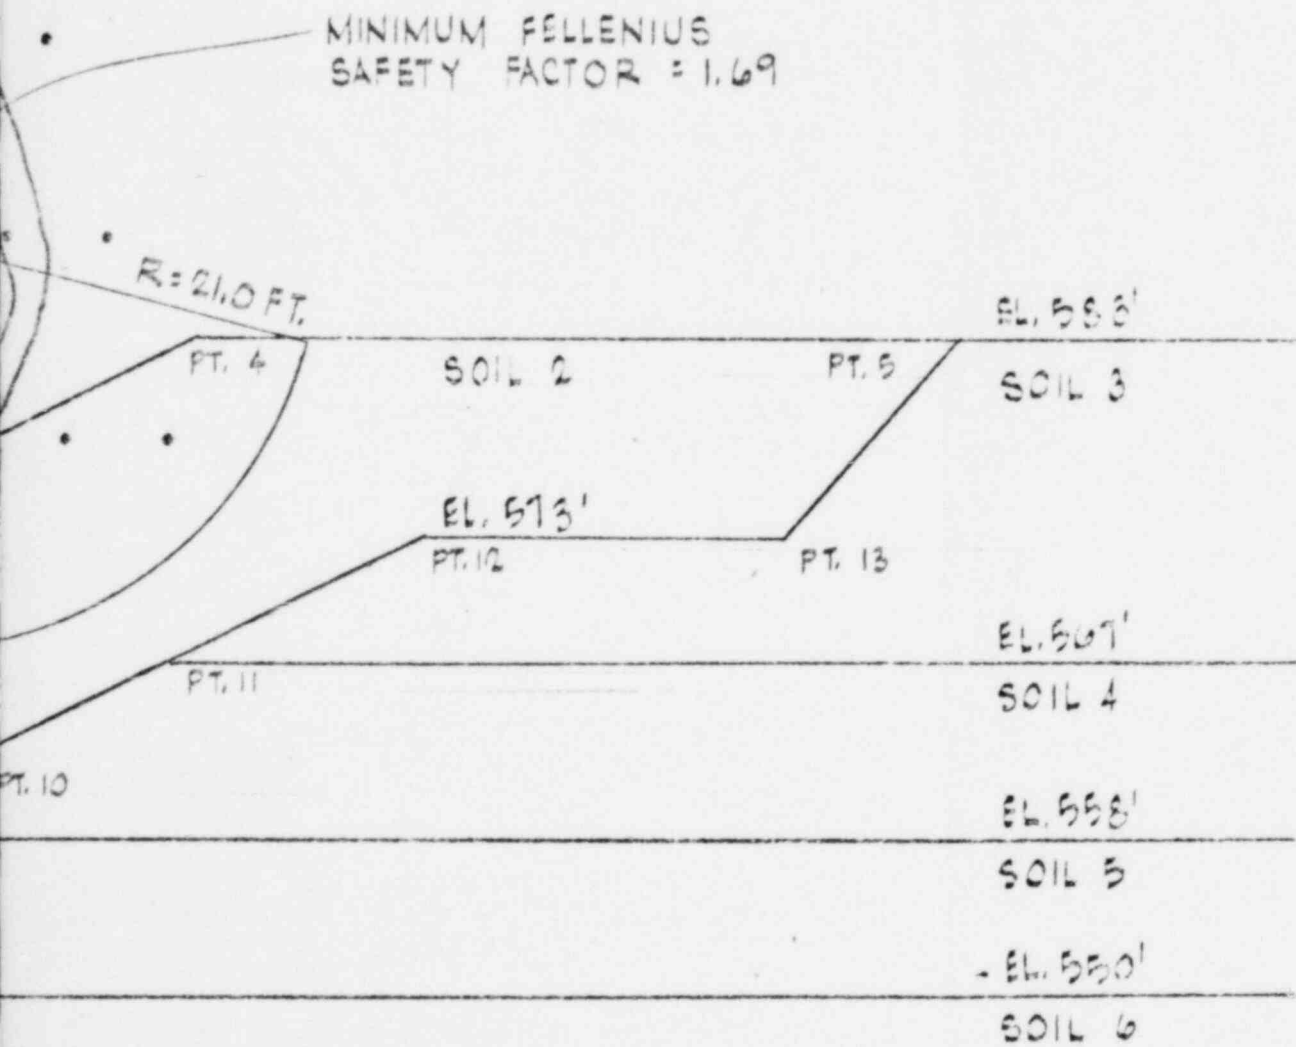 MINIMUM FELLENIUS
SAFETY FACTOR = 1.69
R = 21.0 FT.
EL. 583'
PT. 4
SOIL 2
PT. 5
SOIL 3
EL. 573'
PT. 12
PT. 13
EL. 567'
PT. 11
SOIL 4
PT. 10
EL. 558'
SOIL 5
EL. 550'
SOIL 6